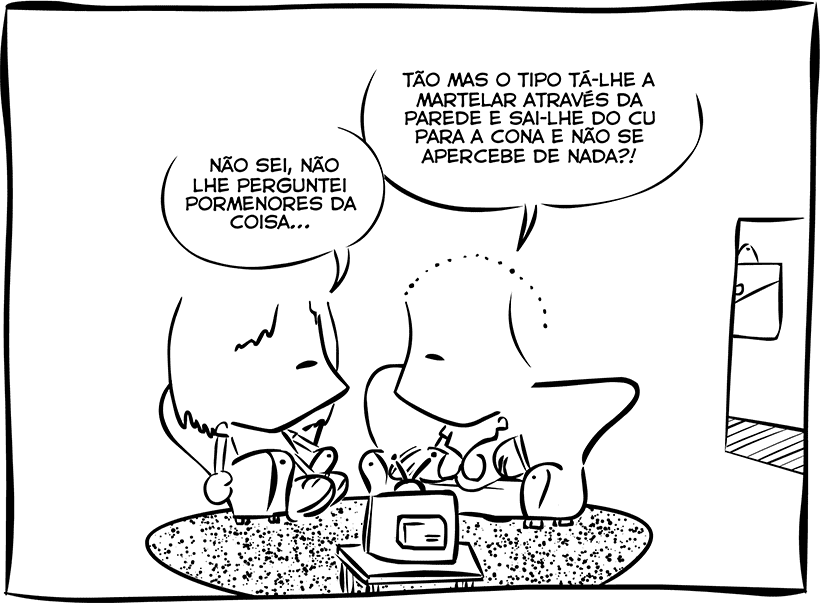 TÃO MAS O TIPO TÁ-LHE A
MARTELAR ATRAVÉS DA
PAREDE E SAI-LHE DO CU
PARA A CONA E NÃO SE
APERCEBE DE NADA?!
NÃO SEI, NÃO
LHE PERGUNTEI
PORMENORES DA
COISA...